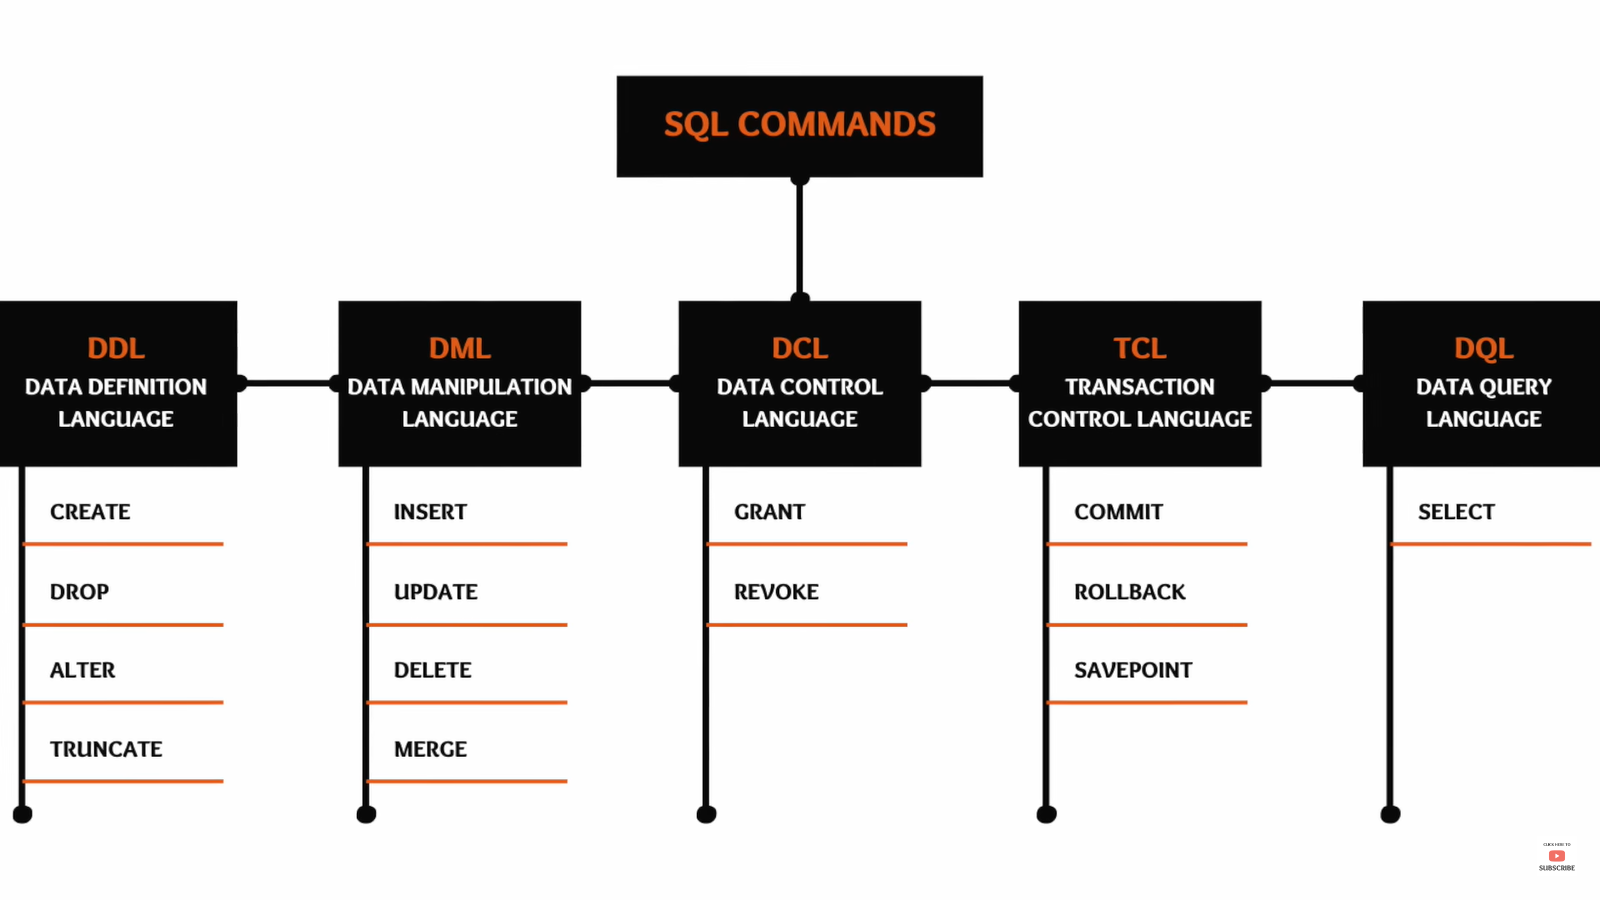 SQL COMMANDS
DDL
DATA DEFINITION
LANGUAGE
CREATE
DROP
ALTER
TRUNCATE
DML
DATA MANIPULATION
LANGUAGE
INSERT
UPDATE
DELETE
MERGE
DCL
DATA CONTROL
LANGUAGE
GRANT
REVOKE
TCL
TRANSACTION
CONTROL LANGUAGE
COMMIT
ROLLBACK
SAVEPOINT
DQL
DATA QUERY
LANGUAGE
SELECT
CLICK HERE TO
SUBSCRIBE